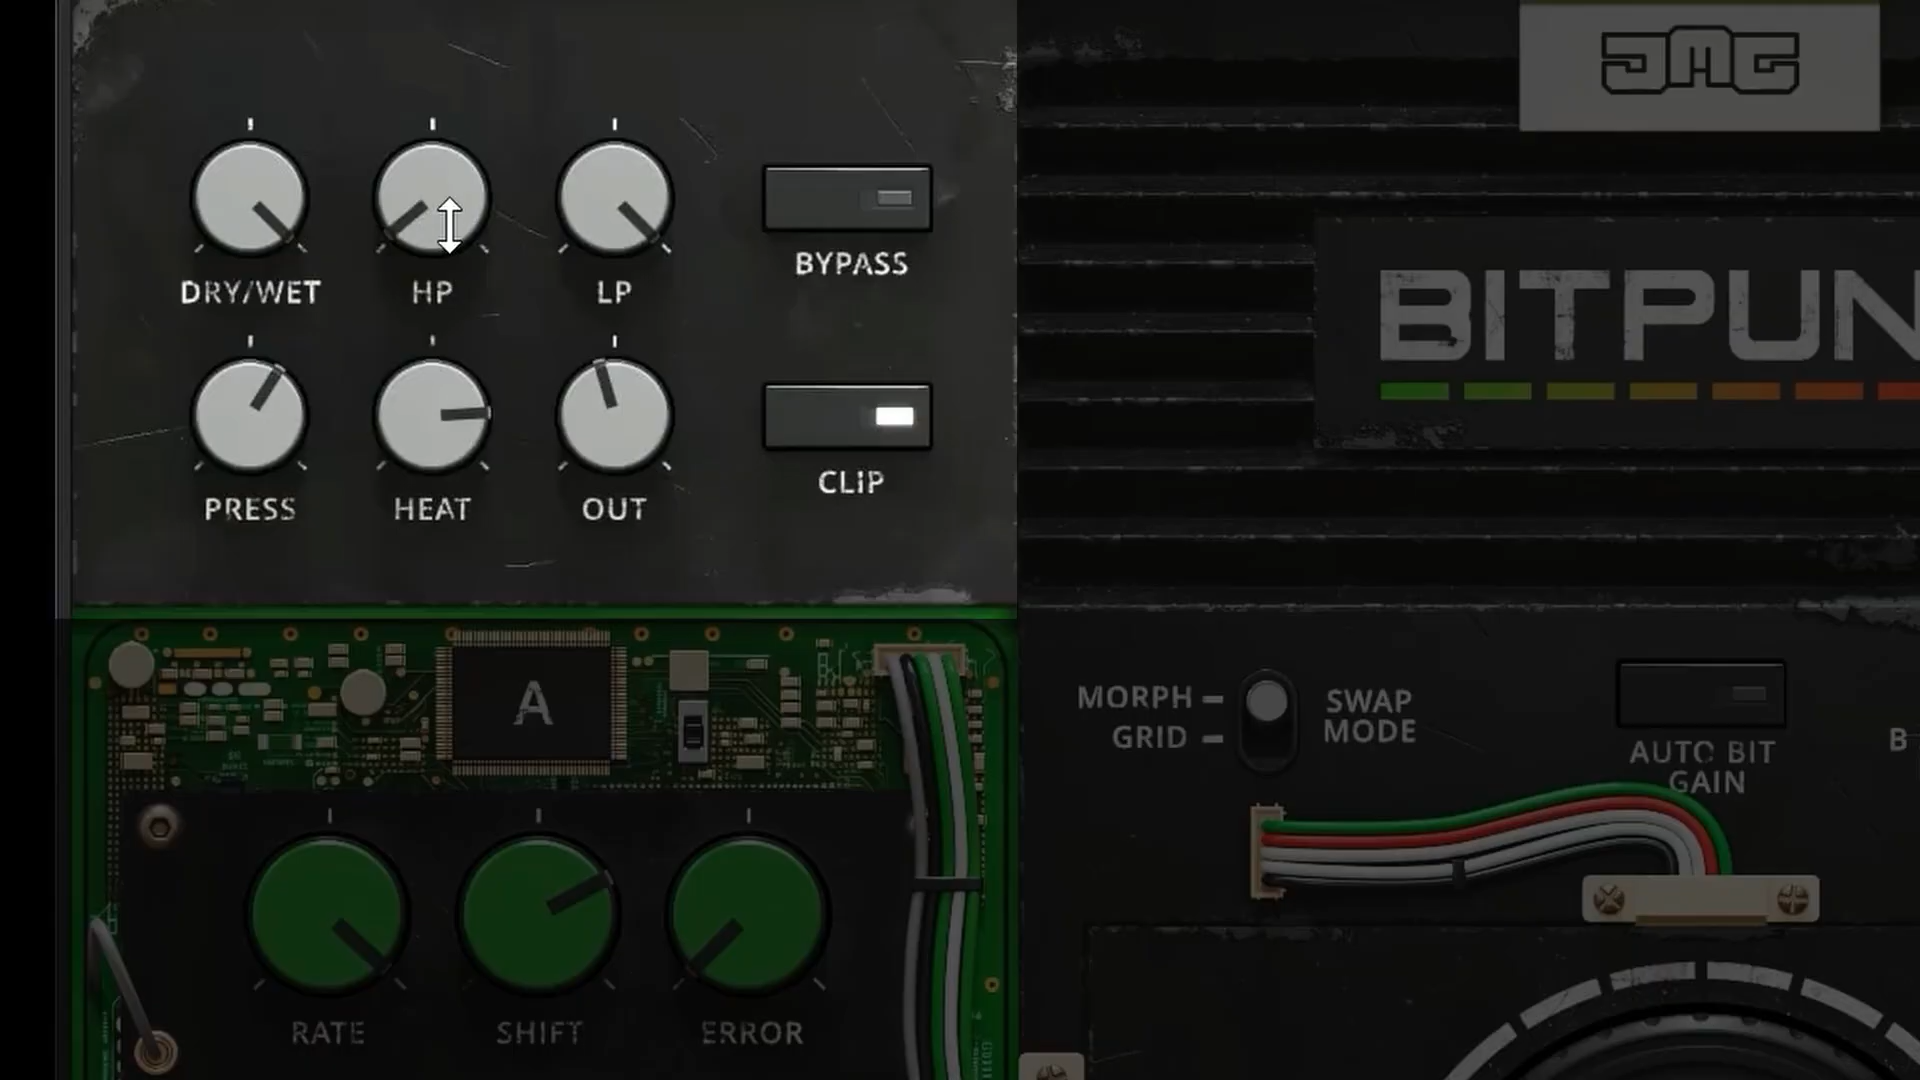 JMG
DRY/WET
HP
LP
BYPASS
PRESS
HEAT
OUT
CLIP
BITPUN
A
MORPH
GRID
SWAP
MODE
AUTO BIT
GAIN
B
RATE
SHIFT
ERROR